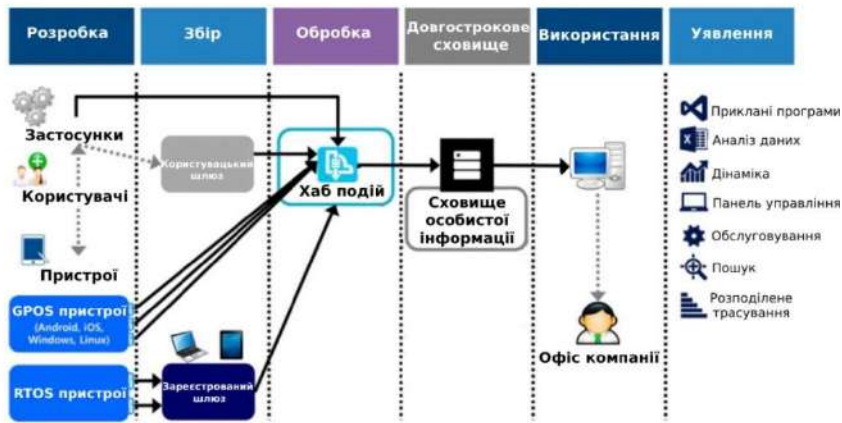 Розробка
Збір
Обробка
Довгострокове
сховище
Використання
Уявлення
Застосунки
Користувачі
Пристрої
GPOS пристрої
(Android, iOS,
Windows, Linux)
RTOS пристрої
Користувацький
шлюз
Зареєстрований
шлюз
Хаб подій
Сховище
особистої
інформації
Офіс компанії
Приклані програми
Аналіз даних
Дінаміка
Панель управління
Обслуговування
Пошук
Розподілене
трасування